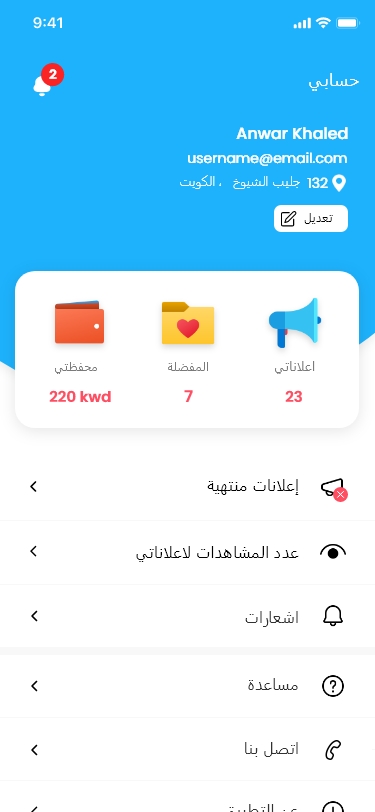 9:41
حسابي
2
Anwar Khaled
username@email.com
132 جليب الشيوخ ، الكويت
تعديل
اعلاناتي
المفضلة
محفظتي
23
7
220 kwd
إعلانات منتهية
عدد المشاهدات لاعلاناتي
اشعارات
مساعدة
اتصل بنا
عن التطبيق